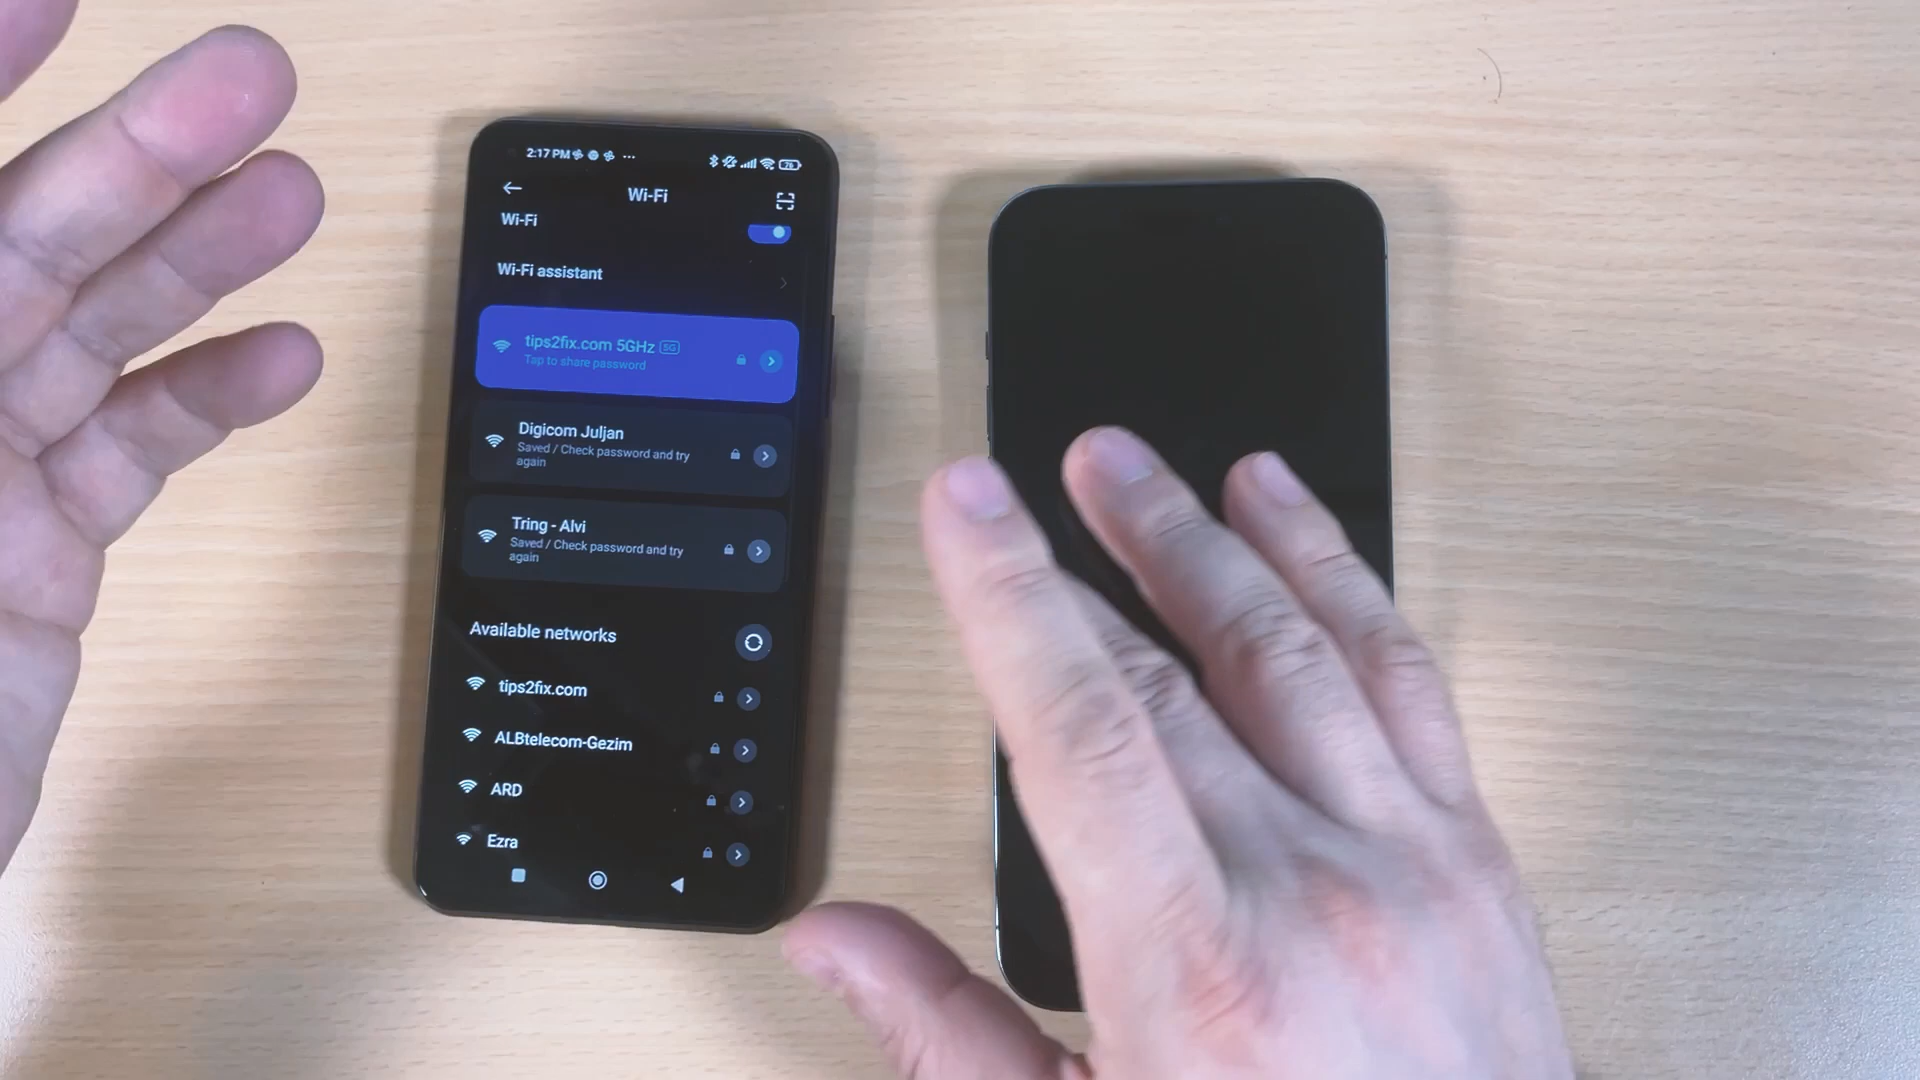 2:17 PM
76
Wi-Fi
Wi-Fi
Wi-Fi assistant
tips2fix.com 5GHz 5G
Tap to share password
Digicom Juljan
Saved / Check password and try
again
Tring - Alvi
Saved / Check password and try
again
Available networks
tips2fix.com
ALBtelecom-Gezim
ARD
Ezra